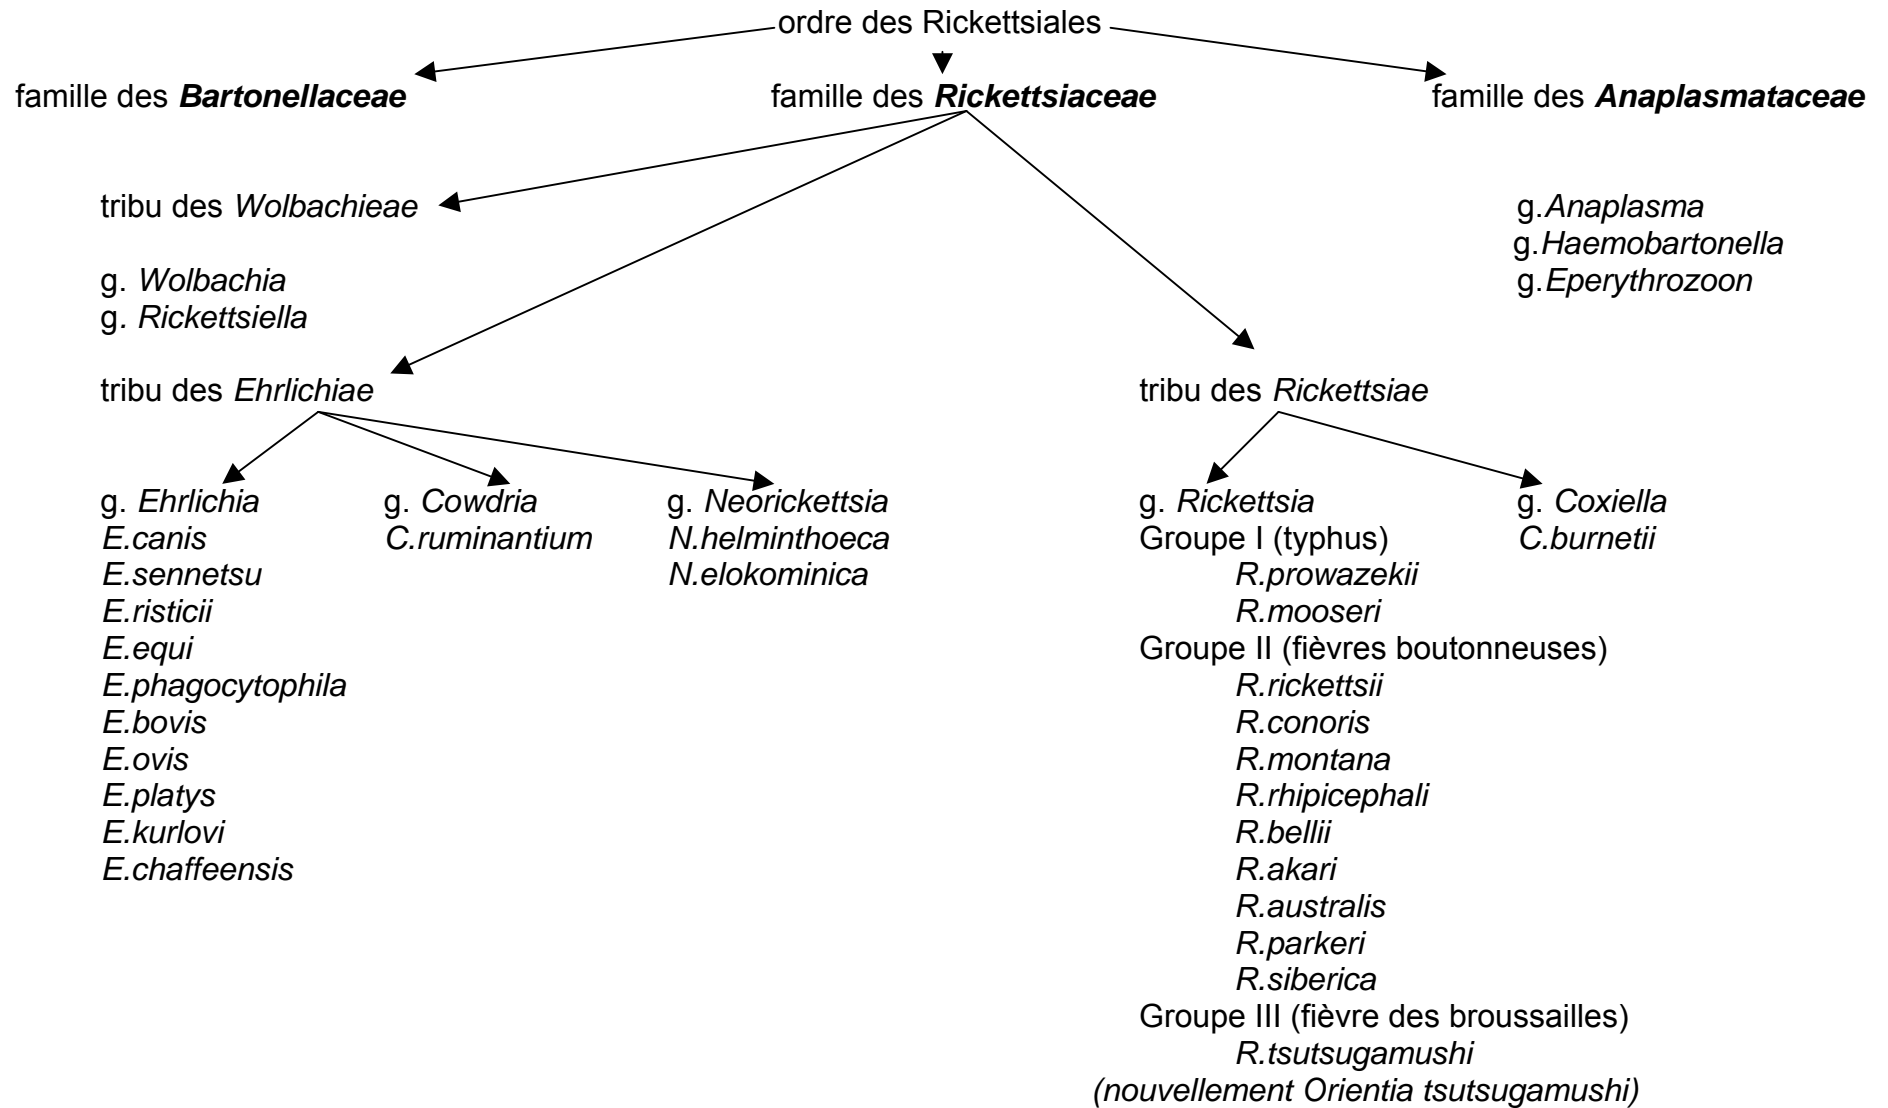 ordre des Rickettsiales
famille des Bartonellaceae
famille des Rickettsiaceae
famille des Anaplasmataceae
tribu des Wolbachieae
g. Wolbachia
g. Rickettsiella
g.Anaplasma
g.Haemobartonella
g.Eperythrozoon
tribu des Ehrlichiae
g. Ehrlichia
E.canis
E.sennetsu
E.risticii
E.equi
E.phagocytophila
E.bovis
E.ovis
E.platys
E.kurlovi
E.chaffeensis
g. Cowdria
C.ruminantium
g. Neorickettsia
N.helminthoeca
N.elokominica
tribu des Rickettsiae
g. Rickettsia
Groupe I (typhus)
R.prowazekii
R.mooseri
Groupe II (fièvres boutonneuses)
R.rickettsii
R.conoris
R.montana
R.rhipicephali
R.bellii
R.akari
R.australis
R.parkeri
R.siberica
Groupe III (fièvre des broussailles)
R.tsutsugamushi
(nouvellement Orientia tsutsugamushi)
g. Coxiella
C.burnetii